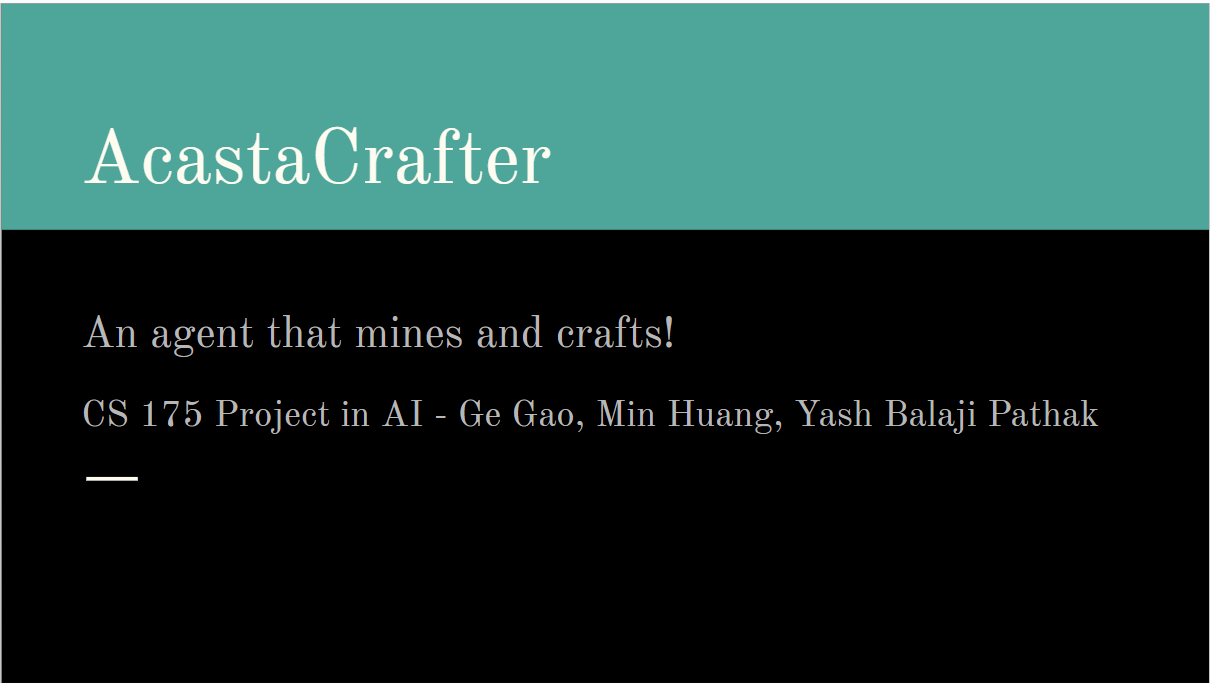 AcastaCrafter
An agent that mines and crafts!
CS 175 Project in AI - Ge Gao, Min Huang, Yash Balaji Pathak